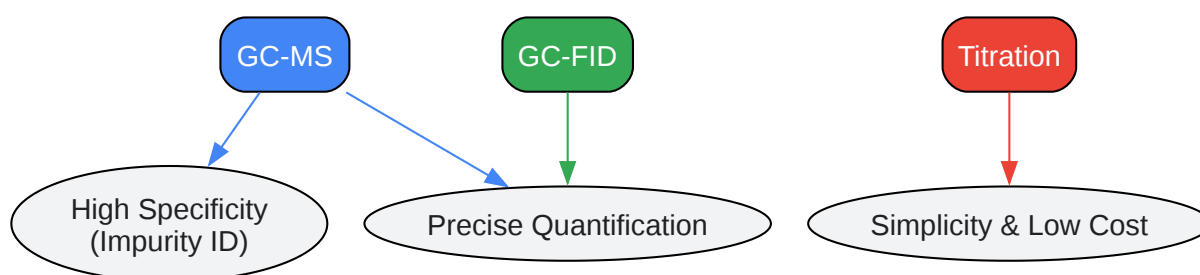 GC-MS
GC-FID
Titration
High Specificity
(Impurity ID)
Precise Quantification
Simplicity & Low Cost